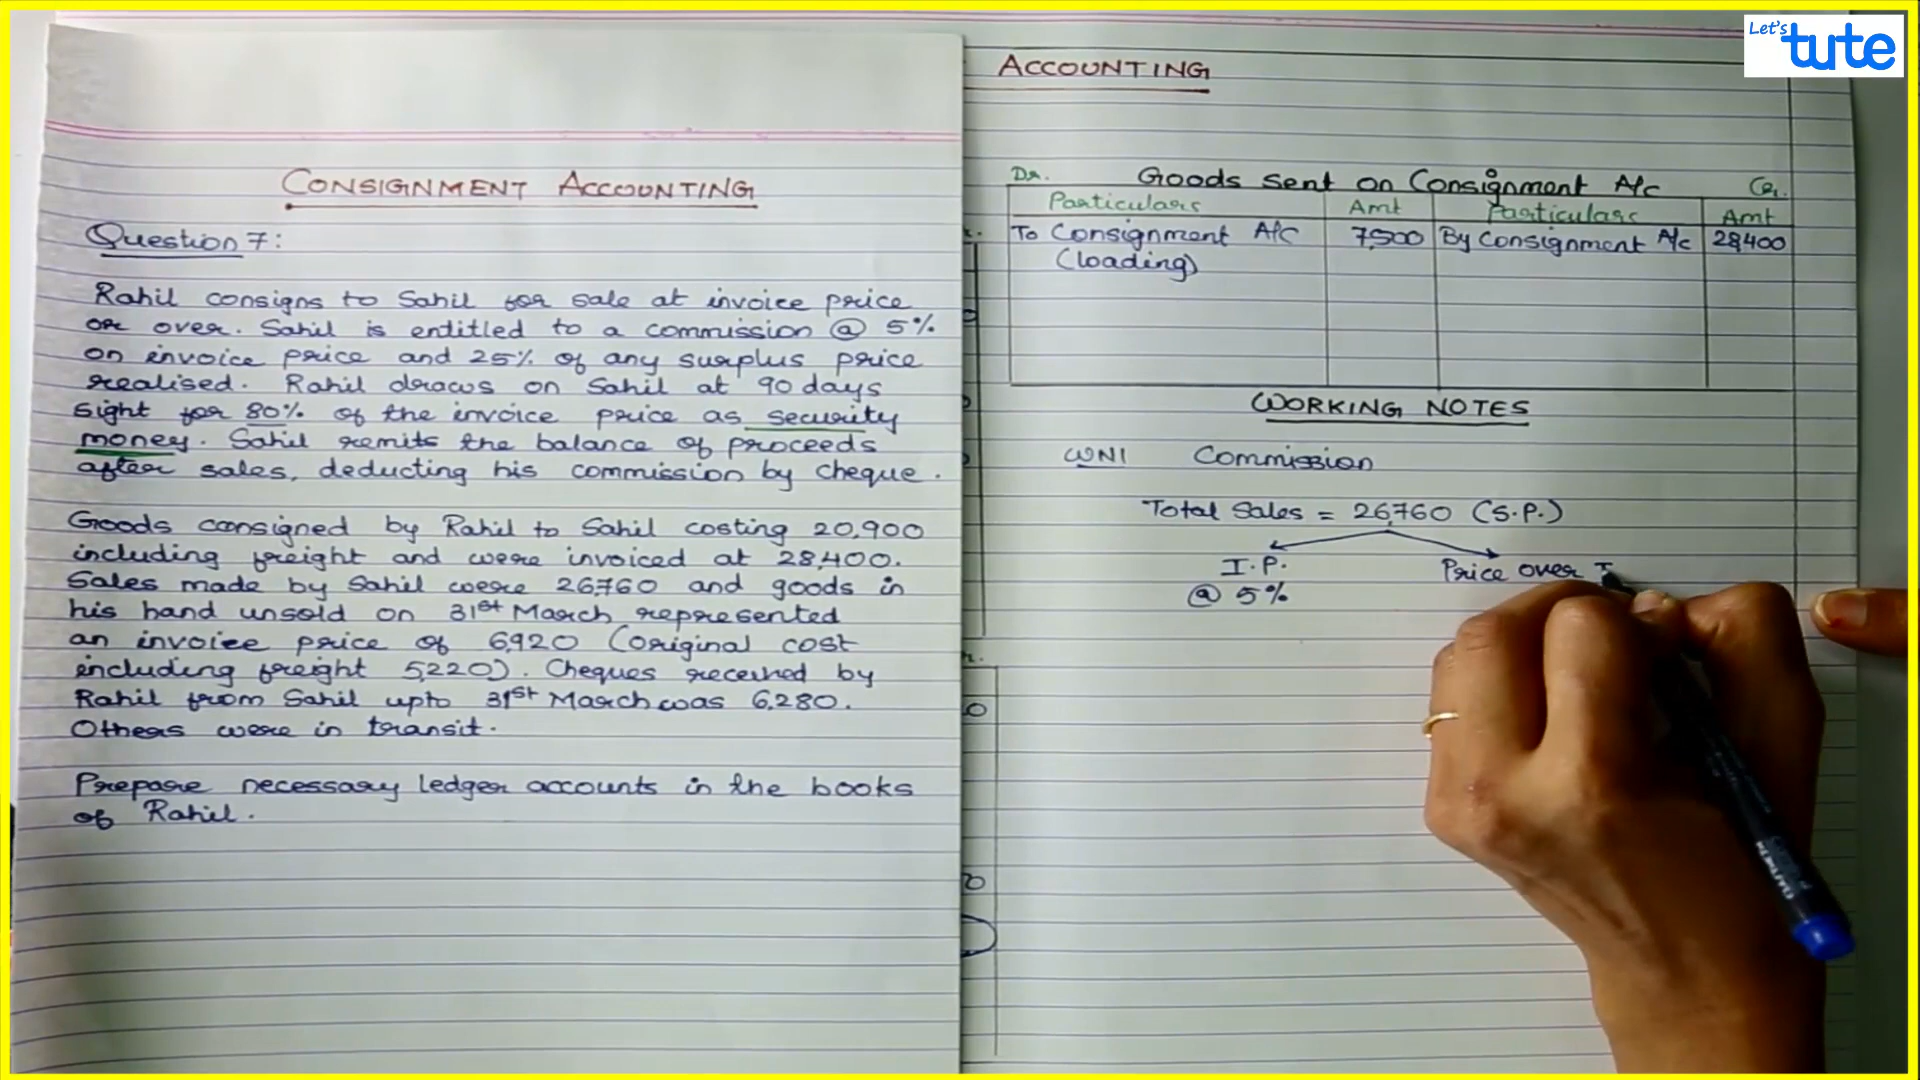 Let's
tute
CONSIGNMENT ACCOUNTING
Question 7:
Rahil consigns to Sahil for sale at invoice price
or over. Sahil is entitled to a commission @ 5%
on invoice price and 25% of any surplus price
realised. Rahil draws on Sahil at 90 days
sight for 80% of the invoice price as security
money. Sahil remits the balance of proceeds
after sales, deducting his commission by cheque.
Goods consigned by Rahil to Sahil costing 20,900
including freight and were invoiced at 28,400.
Sales made by Sahil were 26,760 and goods in
his hand unsold on 31st March represented
an invoice price of 6,920 (original cost
including freight 5,220). Cheques received by
Rahil from Sahil upto 31st March was 6,280.
Others were in transit.
Prepare necessary ledger accounts in the books
of Rahil.
ACCOUNTING
Dr. Goods sent on Consignment A/c Cr.
Particulars Amt Particulars Amt
To Consignment A/C 7,500 By Consignment A/c 28,400
(loading)
WORKING NOTES
WN1 Commission
Total Sales = 26,760 (S.P.)
I.P. Price over
@ 5%